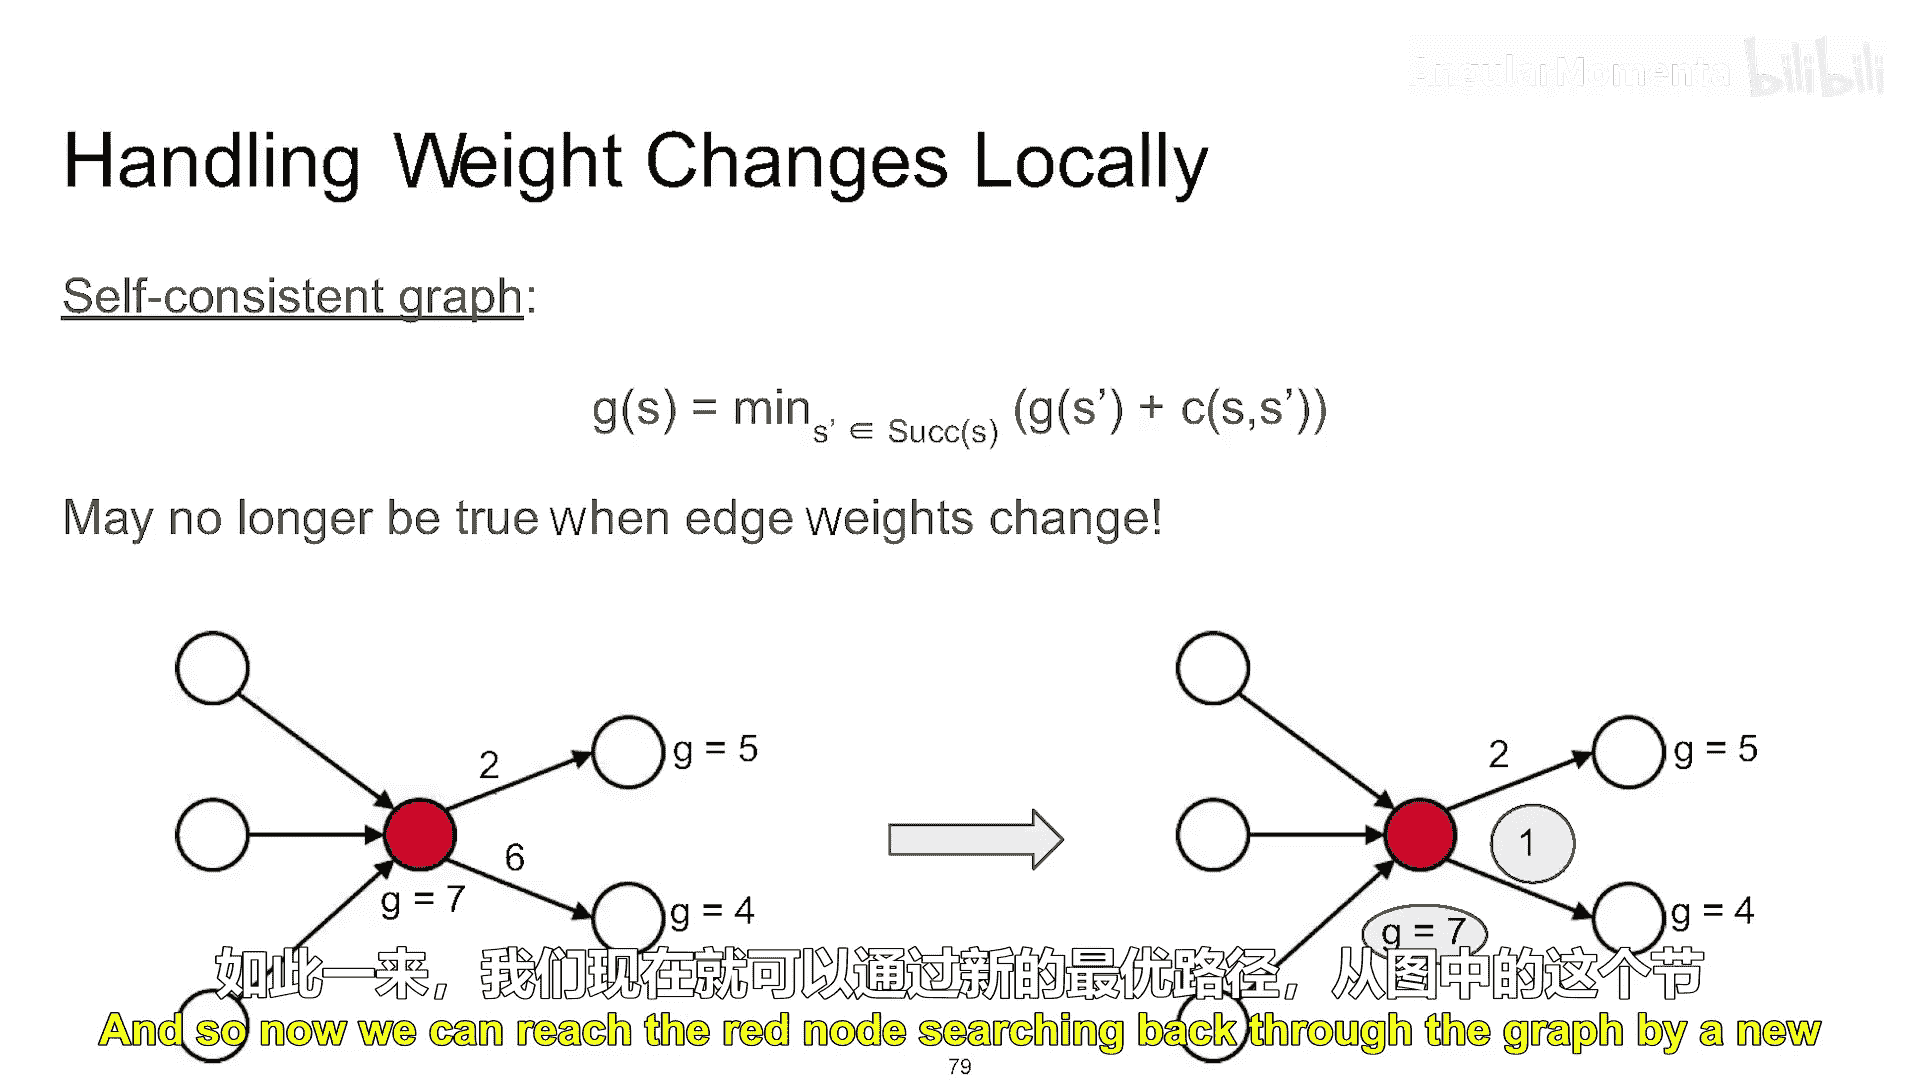 AngularMomenta bilibili
Handling Weight Changes Locally
Self-consistent graph:
g(s) = min s' ∈ Succ(s) (g(s') + c(s,s'))
May no longer be true when edge weights change!
2
g = 5
6
g = 7
g = 4
2
g = 5
1
g = 7
g = 4
如此一来，我们现在就可以通过新的最优路径，从图中的这个节
And so now we can reach the red node searching back through the graph by a new
79